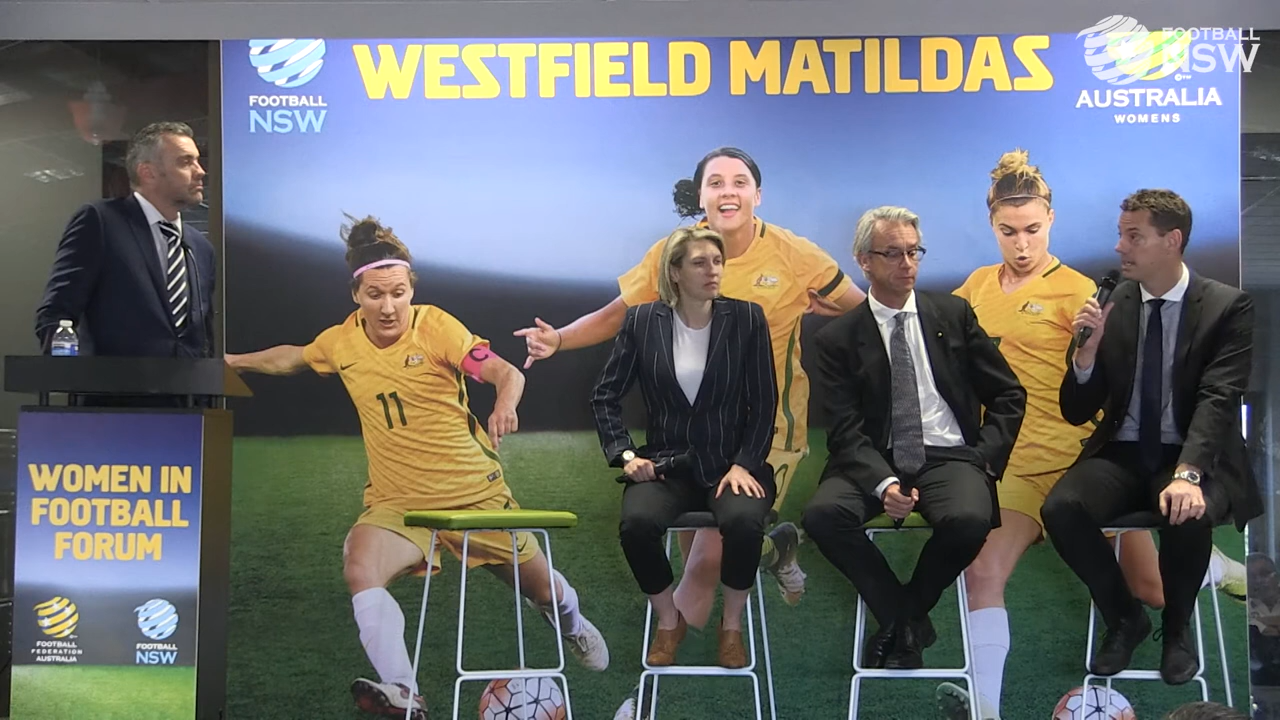 WESTFIELD MATILDAS
FOOTBALL
NSW
FOOTBALL
NSW
AUSTRALIA
WOMENS
C
11
WOMEN IN
FOOTBALL
FORUM
FOOTBALL
FEDERATION
AUSTRALIA
FOOTBALL
NSW